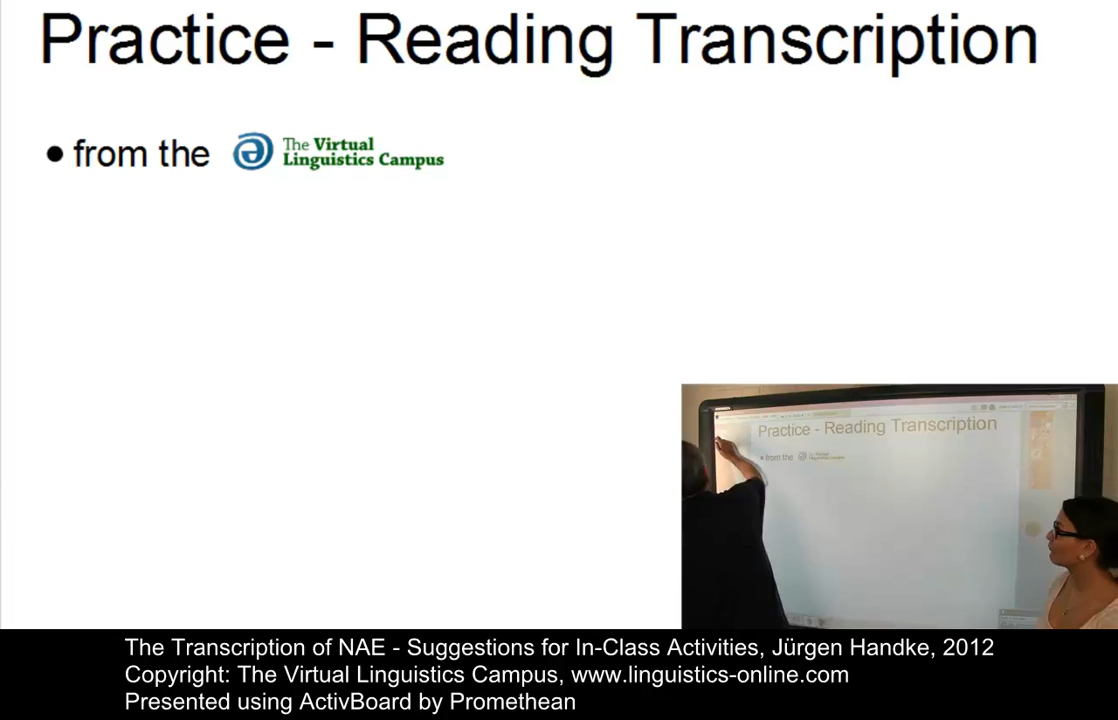 Practice - Reading Transcription
• from the The Virtual Linguistics Campus
Practice - Reading Transcription
• from the
The Transcription of NAE - Suggestions for In-Class Activities, Jürgen Handke, 2012
Copyright: The Virtual Linguistics Campus, www.linguistics-online.com
Presented using ActivBoard by Promethean